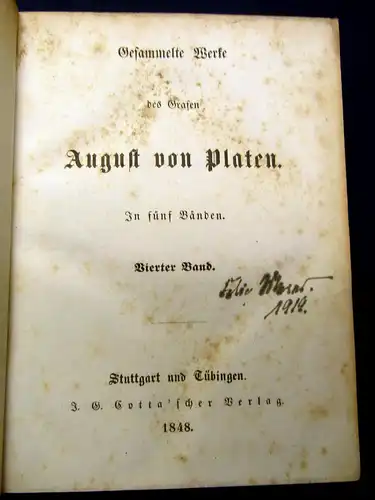 Gesammelte Werke
des Grafen
August von Platen.
In fünf Bänden.
Vierter Band.
1919.
Stuttgart und Tübingen.
J. G. Cotta'scher Verlag.
1848.